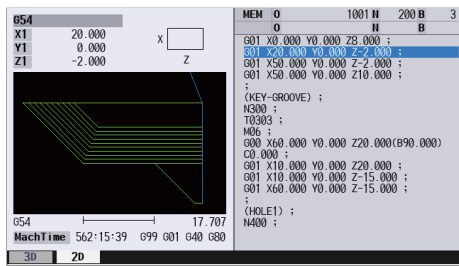 G54
X1 20.000
Y1 0.000
Z1 -2.000
X
Z
G54 17.707
MachTime 562:15:39 G99 G01 G40 G80
MEM O 1001 N 200 B 3
O N B
G01 X0.000 Y0.000 Z8.000 ;
G01 X20.000 Y0.000 Z-2.000 ;
G01 X50.000 Y0.000 Z-2.000 ;
G01 X50.000 Y0.000 Z10.000 ;
;
(KEY-GROOVE) ;
N300 ;
T0303 ;
M06 ;
G00 X60.000 Y0.000 Z20.000(B90.000)
C0.000 ;
G01 X10.000 Y0.000 Z20.000 ;
G01 X10.000 Y0.000 Z-15.000 ;
G01 X60.000 Y0.000 Z-15.000 ;
;
(HOLE1) ;
N400 ;
3D 2D